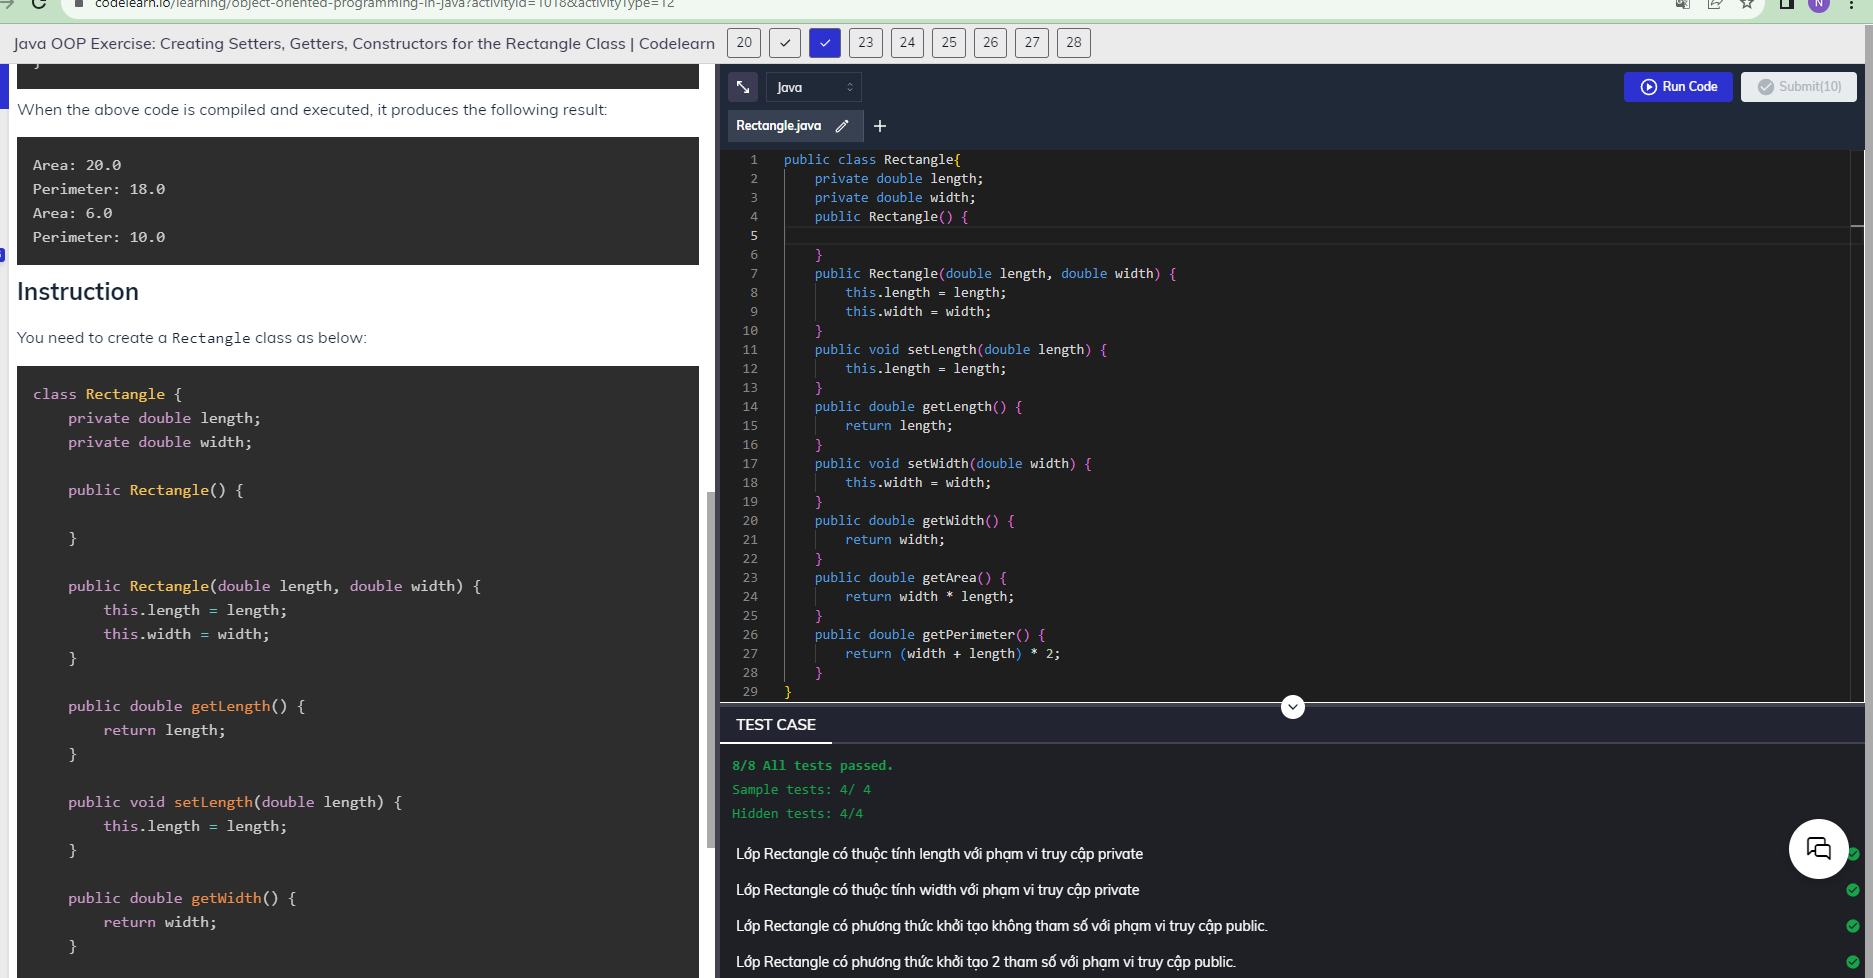 codelearn.io/learning/object-oriented-programming-in-java?activityId=1018&activityType=12
N
Java OOP Exercise: Creating Setters, Getters, Constructors for the Rectangle Class | Codelearn
20
23
24
25
26
27
28
}
When the above code is compiled and executed, it produces the following result:
Area: 20.0
Perimeter: 18.0
Area: 6.0
Perimeter: 10.0
Instruction
You need to create a Rectangle class as below:
class Rectangle {
    private double length;
    private double width;
    public Rectangle() {
    }
    public Rectangle(double length, double width) {
        this.length = length;
        this.width = width;
    }
    public double getLength() {
        return length;
    }
    public void setLength(double length) {
        this.length = length;
    }
    public double getWidth() {
        return width;
    }
Java
Run Code
Submit(10)
Rectangle.java
+
1 public class Rectangle{
2     private double length;
3     private double width;
4     public Rectangle() {
5
6     }
7     public Rectangle(double length, double width) {
8         this.length = length;
9         this.width = width;
10     }
11     public void setLength(double length) {
12         this.length = length;
13     }
14     public double getLength() {
15         return length;
16     }
17     public void setWidth(double width) {
18         this.width = width;
19     }
20     public double getWidth() {
21         return width;
22     }
23     public double getArea() {
24         return width * length;
25     }
26     public double getPerimeter() {
27         return (width + length) * 2;
28     }
29 }
TEST CASE
8/8 All tests passed.
Sample tests: 4/ 4
Hidden tests: 4/4
Lớp Rectangle có thuộc tính length với phạm vi truy cập private
Lớp Rectangle có thuộc tính width với phạm vi truy cập private
Lớp Rectangle có phương thức khởi tạo không tham số với phạm vi truy cập public.
Lớp Rectangle có phương thức khởi tạo 2 tham số với phạm vi truy cập public.